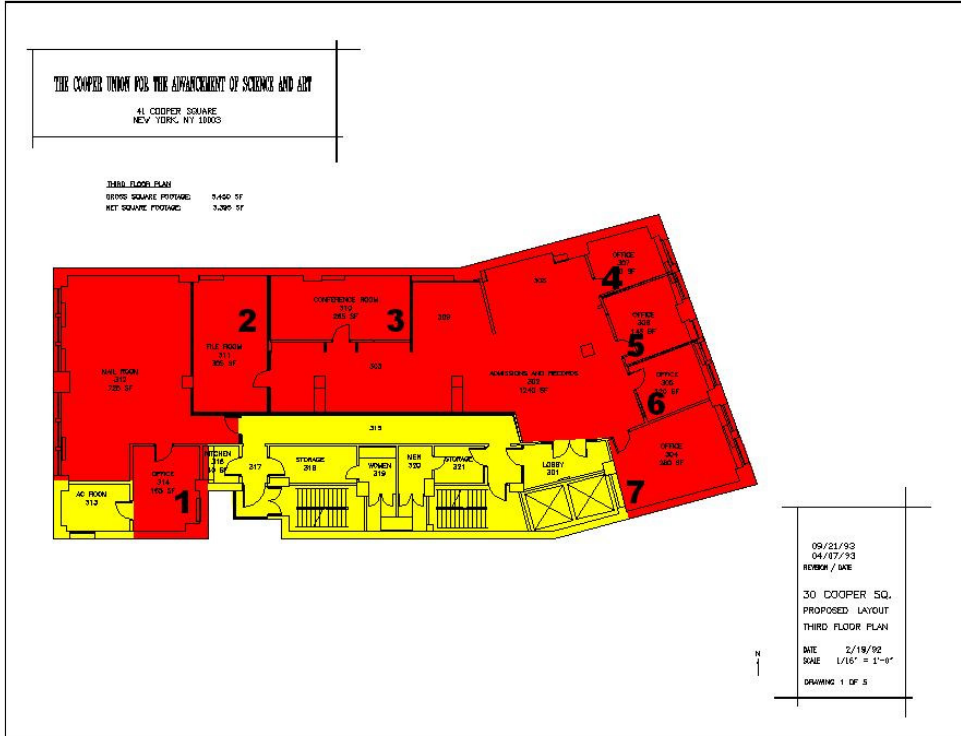 THE COOPER UNION FOR THE ADVANCEMENT OF SCIENCE AND ART
41 COOPER SQUARE
NEW YORK, NY 10003
THIRD FLOOR PLAN
GROSS SQUARE FOOTAGE:
NET SQUARE FOOTAGE:
OFFICE
307
4
CONFERENCE ROOM
310
265 SF
3
2
FILE ROOM
311
309
OFFICE
5
MAIL ROOM
312
303
ADMISSIONS AND RECORDS
1240 SF
OFFICE
6
315
OFFICE
304
7
KITCHEN
316
317
STORAGE
318
WOMEN
319
MEN
320
STORAGE
321
LOBBY
301
OFFICE
314
1
AC ROOM
313
09/21/93
04/07/93
REVISION / DATE
30 COOPER SQ.
PROPOSED LAYOUT
THIRD FLOOR PLAN
DATE 2/19/92
SCALE 1/16" = 1'-0"
DRAWING 1 OF 5
N